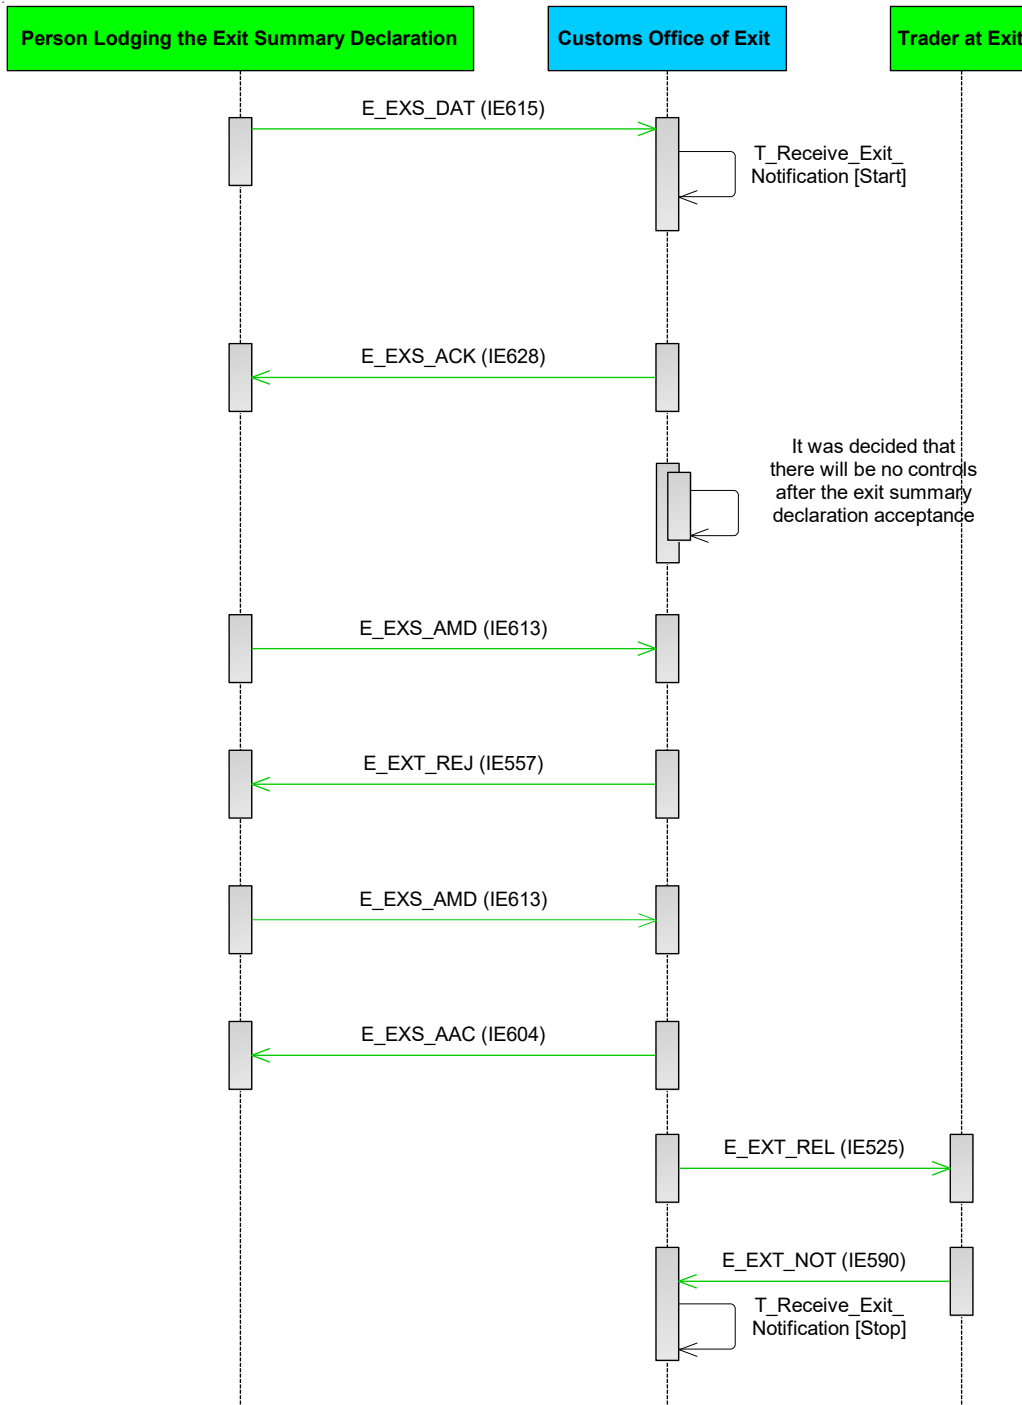 Person Lodging the Exit Summary Declaration
Customs Office of Exit
Trader at Exit
E_EXS_DAT (IE615)
T_Receive_Exit_
Notification [Start]
E_EXS_ACK (IE628)
It was decided that
there will be no controls
after the exit summary
declaration acceptance
E_EXS_AMD (IE613)
E_EXT_REJ (IE557)
E_EXS_AMD (IE613)
E_EXS_AAC (IE604)
E_EXT_REL (IE525)
E_EXT_NOT (IE590)
T_Receive_Exit_
Notification [Stop]